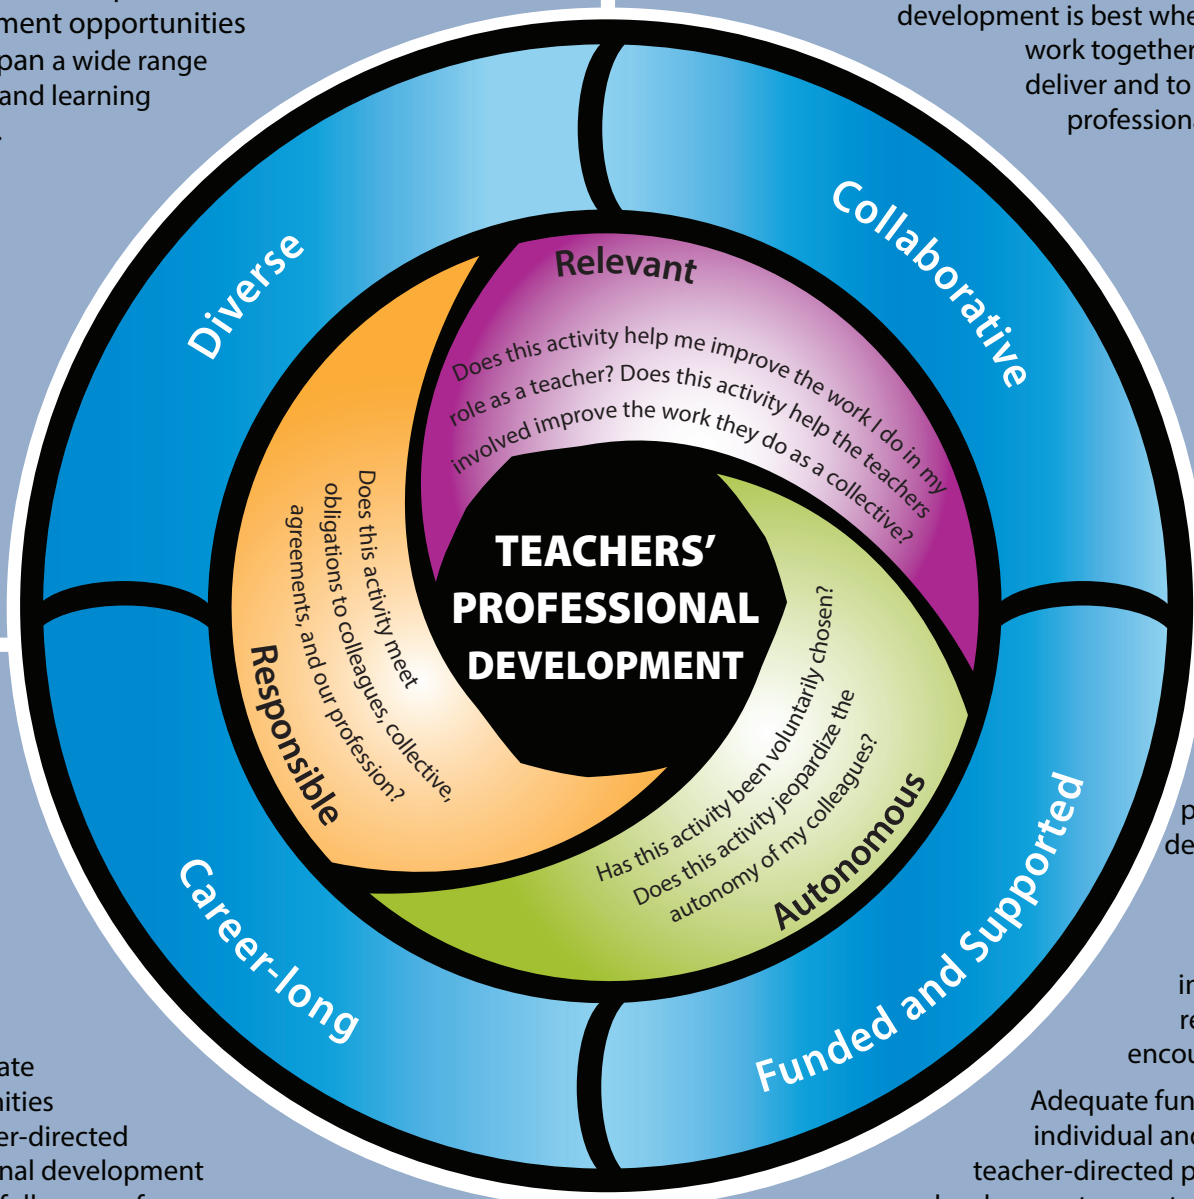 ment opportunities
pan a wide range
and learning
development is best whe
work together
deliver and to
profession
Diverse
Collaborative
Relevant
Does this activity help me improve the work I do in my
role as a teacher? Does this activity help the teachers
involved improve the work they do as a collective?
TEACHERS’
PROFESSIONAL
DEVELOPMENT
Responsible
Does this activity meet
obligations to colleagues, collective,
agreements, and our profession?
Has this activity been voluntarily chosen?
Does this activity jeopardize the
autonomy of my colleagues?
Autonomous
Career-long
Funded and Supported
ate
nities
er-directed
nal development
p
de
in
re
encou
Adequate fun
individual and
teacher-directed p